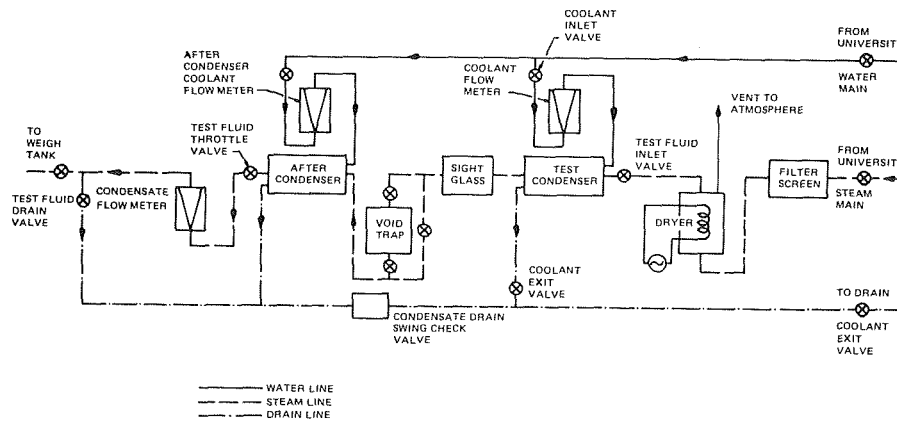 COOLANT
INLET
VALVE
AFTER
CONDENSER
COOLANT
FLOW METER
COOLANT
FLOW
METER
FROM
UNIVERSIT
WATER
MAIN
VENT TO
ATMOSPHERE
TO
WEIGH
TANK
TEST FLUID
THROTTLE
VALVE
TEST FLUID
INLET
VALVE
FROM
UNIVERSIT
STEAM
MAIN
AFTER
CONDENSER
SIGHT
GLASS
TEST
CONDENSER
FILTER
SCREEN
TEST FLUID
DRAIN
VALVE
CONDENSATE
FLOW METER
VOID
TRAP
DRYER
COOLANT
EXIT
VALVE
CONDENSATE DRAIN
SWING CHECK
VALVE
TO DRAIN
COOLANT
EXIT
VALVE
WATER LINE
STEAM LINE
DRAIN LINE